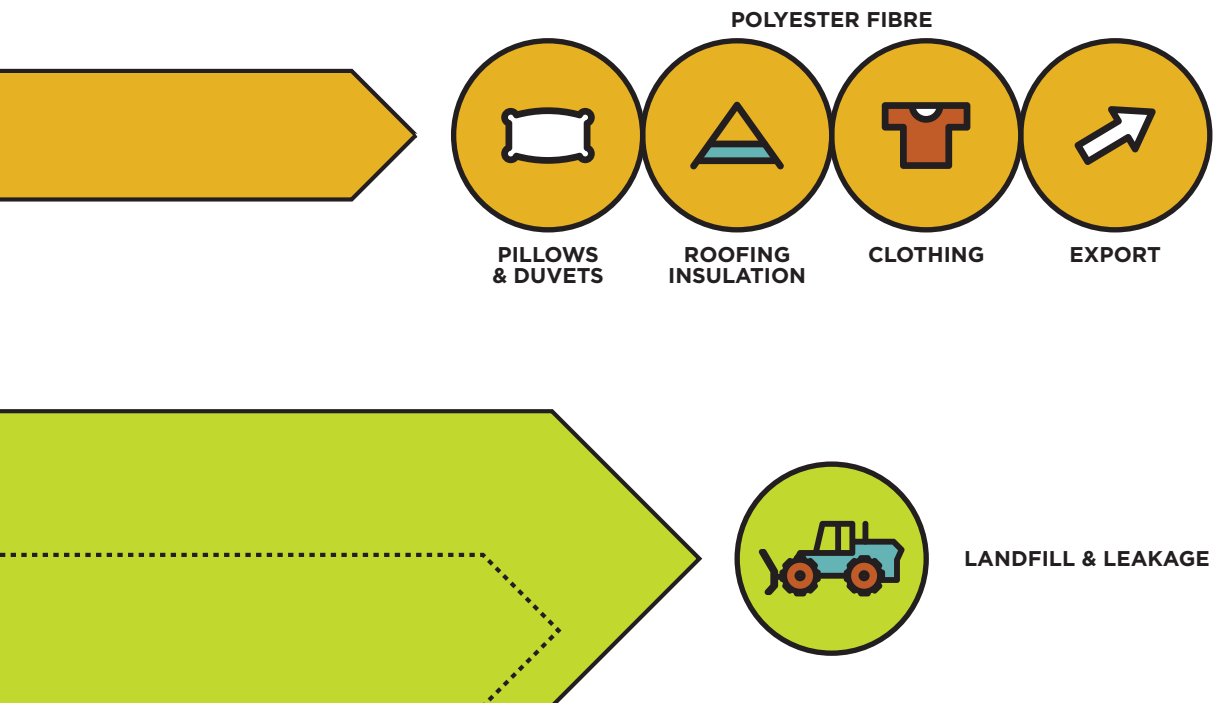 POLYESTER FIBRE
PILLOWS
& DUVETS
ROOFING
INSULATION
CLOTHING
EXPORT
LANDFILL & LEAKAGE